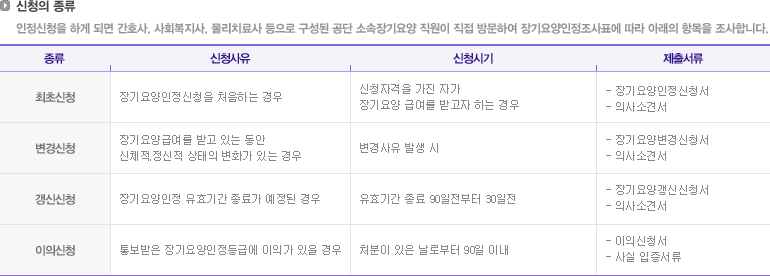 신청의 종류
인정신청을 하게 되면 간호사, 사회복지사, 물리치료사 등으로 구성된 공단 소속장기요양 직원이 직접 방문하여 장기요양인정조사표에 따라 아래의 항목을 조사합니다.
종류 신청사유 신청시기 제출서류
최초신청 장기요양인정신청을 처음하는 경우
신청자격을 가진 자가
장기요양 급여를 받고자 하는 경우
- 장기요양인정신청서
- 의사소견서
변경신청
장기요양급여를 받고 있는 동안
신체적,정신적 상태의 변화가 있는 경우
변경사유 발생 시
- 장기요양변경신청서
- 의사소견서
갱신신청 장기요양인정 유효기간 종료가 예정된 경우 유효기간 종료 90일전부터 30일전
- 장기요양갱신신청서
- 의사소견서
이의신청 통보받은 장기요양인정등급에 이의가 있을 경우 처분이 있은 날로부터 90일 이내
- 이의신청서
- 사실 입증서류